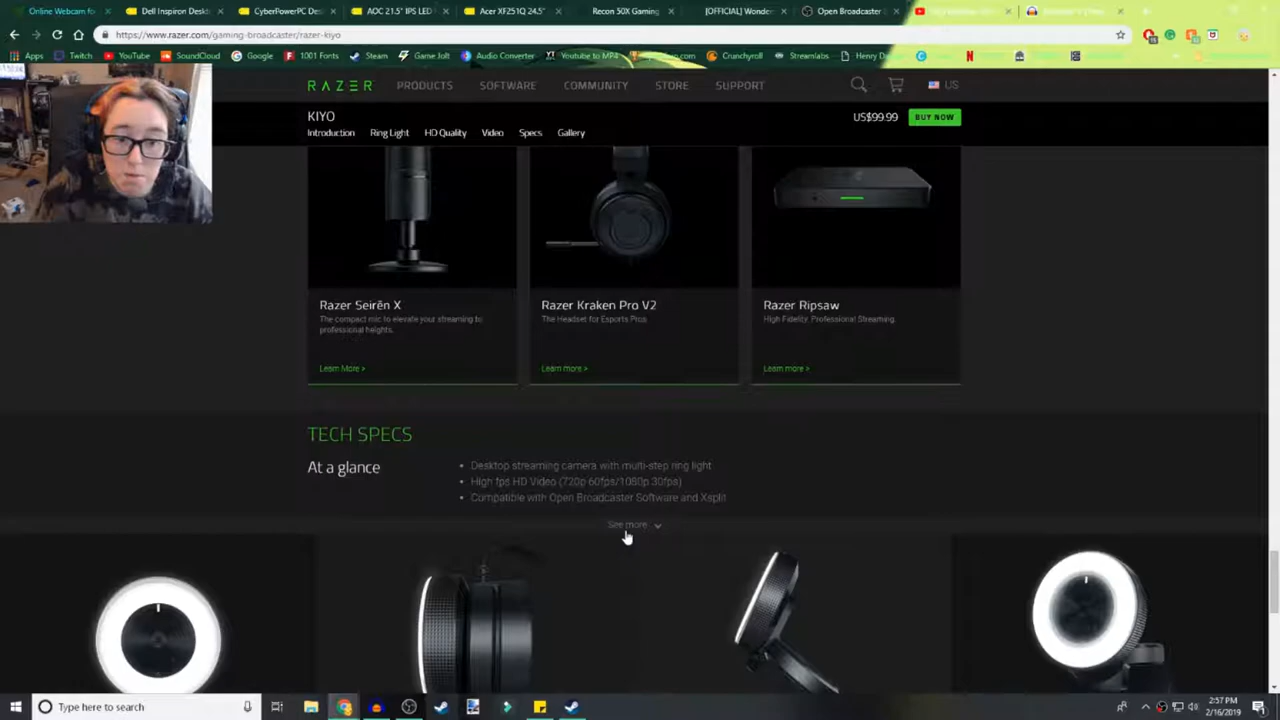 Online Webcam fo
Dell Inspiron Deskt
CyberPowerPC Des
AOC 21.5" IPS LED
Acer XF251Q 24.5"
Recon 50X Gaming
[OFFICIAL] Wonde
Open Broadcaster
https://www.razer.com/gaming-broadcaster/razer-kiyo
Apps
Twitch
YouTube
SoundCloud
Google
1001 Fonts
Steam
Game Jolt
Audio Converter
Youtube to MP4
Crunchyroll
Streamlabs
Henry Da
RAZER
PRODUCTS
SOFTWARE
COMMUNITY
STORE
SUPPORT
US
KIYO
US$99.99
BUY NOW
Introduction
Ring Light
HD Quality
Video
Specs
Gallery
Razer Seirēn X
The compact mic to elevate your streaming to
professional heights.
Learn More >
Razer Kraken Pro V2
The Headset for Esports Pros
Learn more >
Razer Ripsaw
High Fidelity. Professional Streaming.
Learn more >
TECH SPECS
At a glance
• Desktop streaming camera with multi-step ring light
• High fps HD Video (720p 60fps/1080p 30fps)
• Compatible with Open Broadcaster Software and Xsplit
See more
Type here to search
2:57 PM
2/16/2019